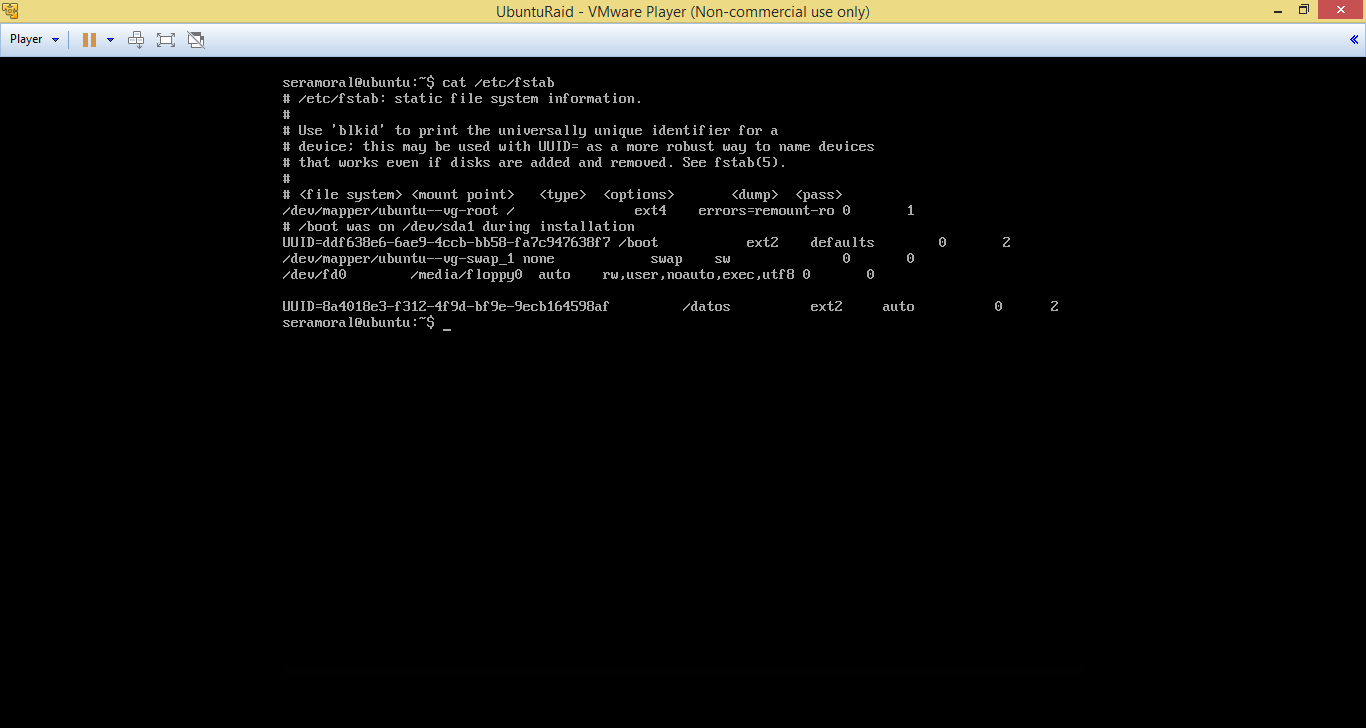 UbuntuRaid - VMware Player (Non-commercial use only)
Player
seramoral@ubuntu:~$ cat /etc/fstab
# /etc/fstab: static file system information.
#
# Use 'blkid' to print the universally unique identifier for a
# device; this may be used with UUID= as a more robust way to name devices
# that works even if disks are added and removed. See fstab(5).
#
# <file system> <mount point>   <type>  <options>       <dump>  <pass>
/dev/mapper/ubuntu--vg-root /               ext4    errors=remount-ro 0       1
# /boot was on /dev/sda1 during installation
UUID=ddf638e6-6ae9-4ccb-bb58-fa7c947638f7 /boot           ext2    defaults        0       2
/dev/mapper/ubuntu--vg-swap_1 none            swap    sw              0       0
/dev/fd0        /media/floppy0  auto    rw,user,noauto,exec,utf8 0       0
UUID=8a4018e3-f312-4f9d-bf9e-9ecb164598af         /datos          ext2     auto          0      2
seramoral@ubuntu:~$ _